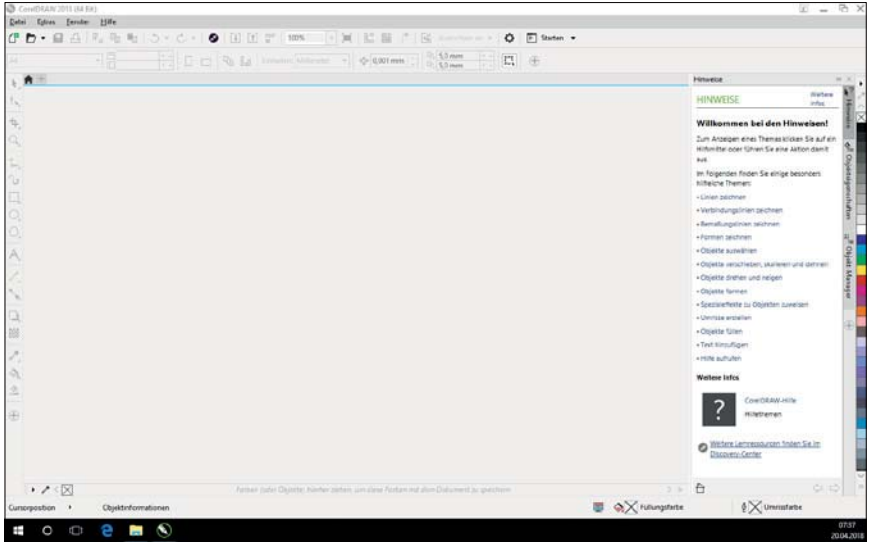 CorelDRAW 2018 (64 Bit)
Datei Extras Fenster Hilfe
100% Starten
Einheiten: Millimeter 0,001 mm 5,0 mm
5,0 mm
Hinweise
HINWEISE
Weitere
Infos
Willkommen bei den Hinweisen!
Zum Anzeigen eines Themas klicken Sie auf ein
Hilfsmittel oder führen Sie eine Aktion damit
aus.
Im Folgenden finden Sie einige besonders
hilfreiche Themen:
• Linien zeichnen
• Verbindungslinien zeichnen
• Bemaßungslinien zeichnen
• Formen zeichnen
• Objekte auswählen
• Objekte verschieben, skalieren und dehnen
• Objekte drehen und neigen
• Objekte formen
• Spezialeffekte zu Objekten zuweisen
• Umrisse erstellen
• Objekte füllen
• Text hinzufügen
• Hilfe aufrufen
Weitere Infos
?
CorelDRAW-Hilfe
Hilfethemen
Weitere Lernressourcen finden Sie im
Discovery-Center
Hinweise
Objekteigenschaften
Objekt-Manager
Farben (oder Objekte) hierher ziehen, um diese Farben mit dem Dokument zu speichern
Cursorposition Objektinformationen Füllungsfarbe Umrissfarbe
07:57
20.04.2018